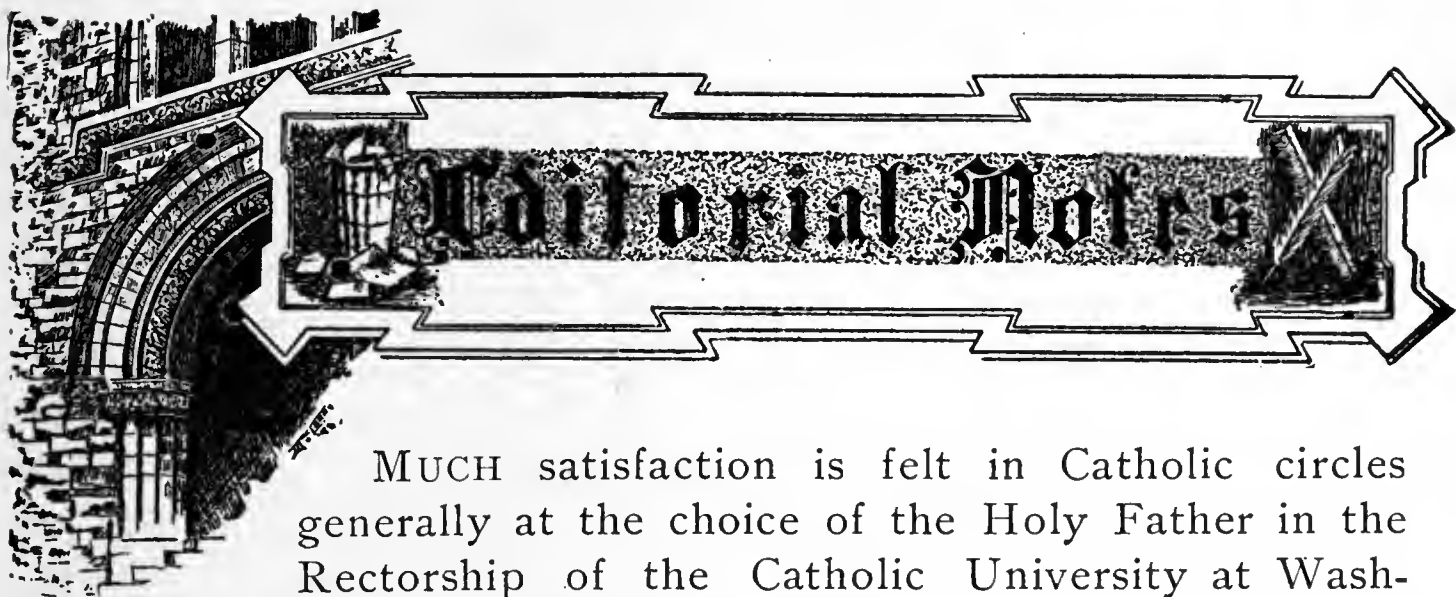 Editorial Notes
MUCH satisfaction is felt in Catholic circles
generally at the choice of the Holy Father in the
Rectorship of the Catholic University at Wash-